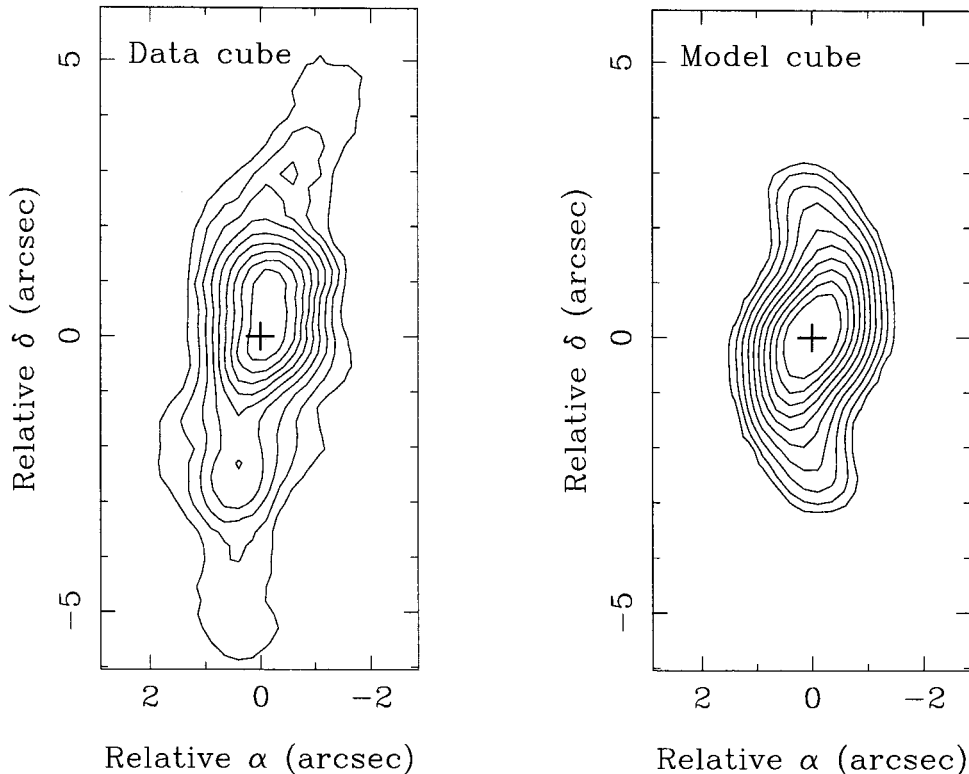 Data cube
5
0
−5
Relative δ (arcsec)
2 0 −2
Relative α (arcsec)
Model cube
5
0
−5
Relative δ (arcsec)
2 0 −2
Relative α (arcsec)